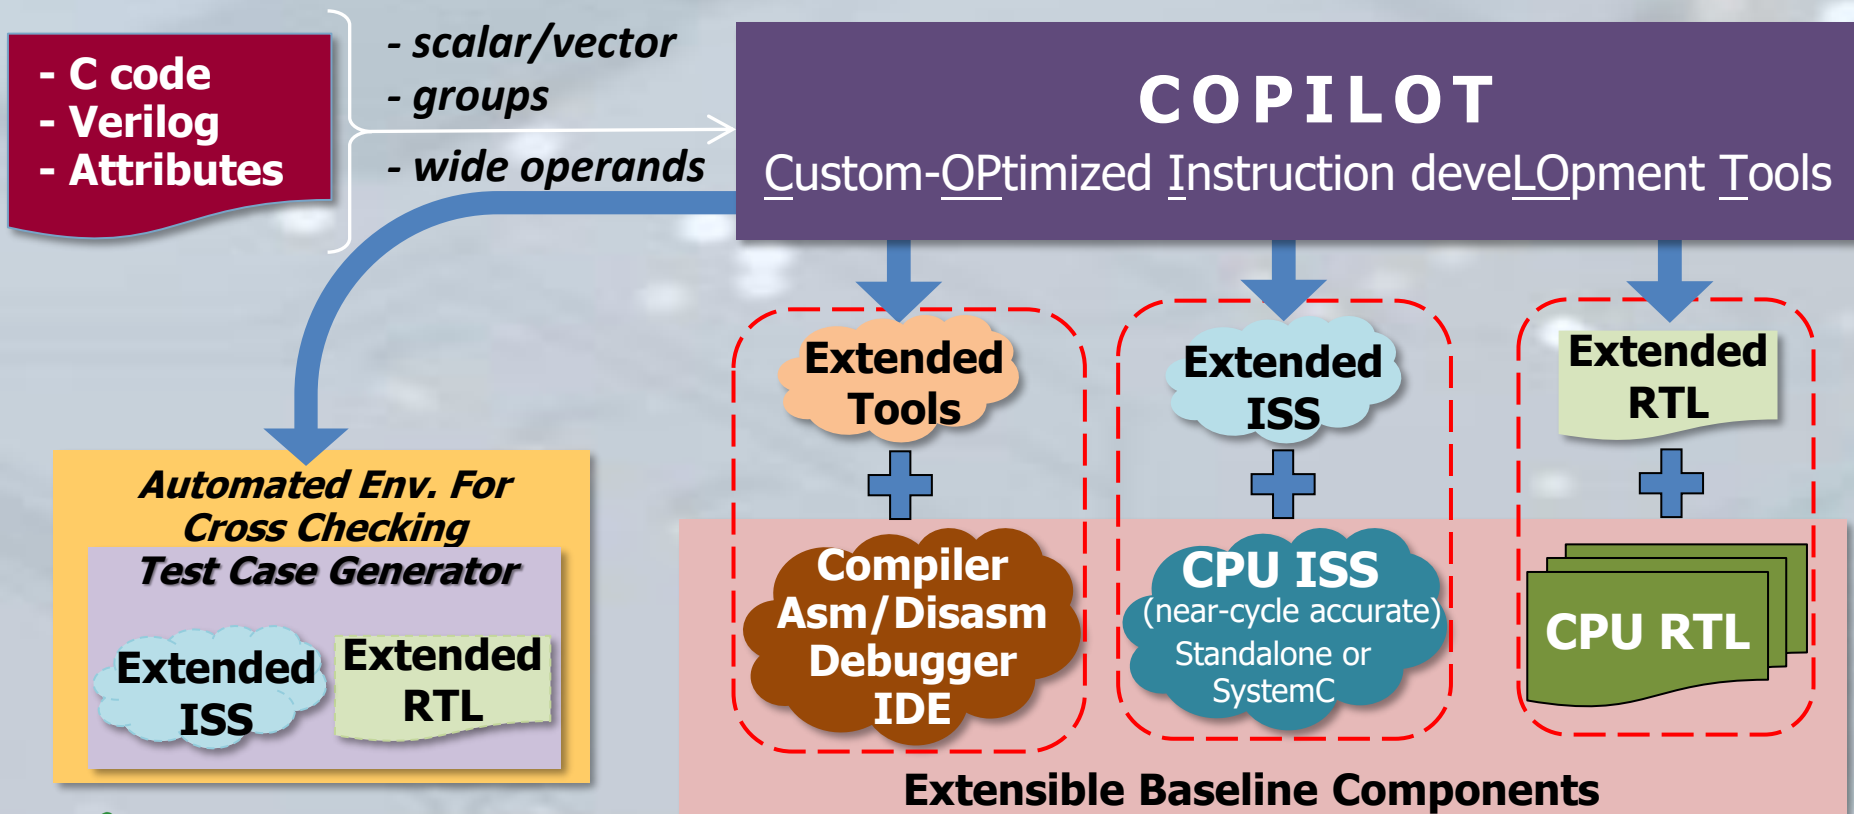 - C code
- Verilog
- Attributes
- scalar/vector
- groups
- wide operands
COPILOT
Custom-OPtimized Instruction deveLOpment Tools
Extended
Tools
Extended
ISS
Extended
RTL
Automated Env. For
Cross Checking
Test Case Generator
Extended
ISS
Extended
RTL
Compiler
Asm/Disasm
Debugger
IDE
CPU ISS
(near-cycle accurate)
Standalone or
SystemC
CPU RTL
Extensible Baseline Components